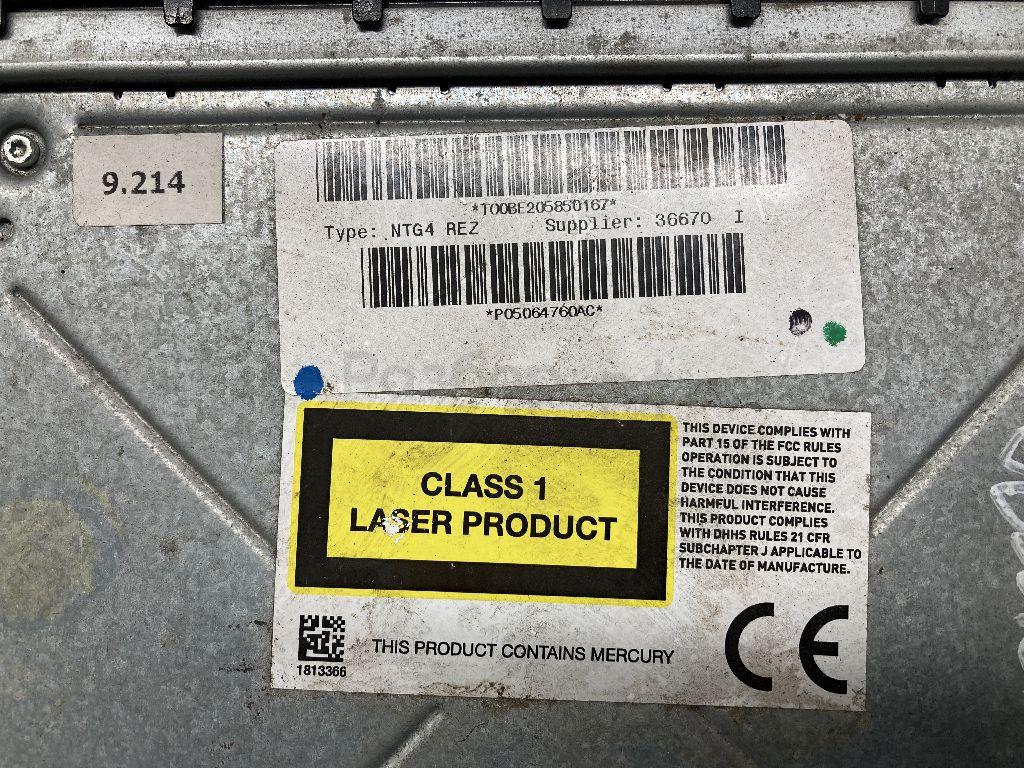 9.214
*T00BE205850167*
Type: NTG4 REZ Supplier: 36670 I
*P05064760AC*
CLASS 1
LASER PRODUCT
THIS DEVICE COMPLIES WITH
PART 15 OF THE FCC RULES
OPERATION IS SUBJECT TO
THE CONDITION THAT THIS
DEVICE DOES NOT CAUSE
HARMFUL INTERFERENCE.
THIS PRODUCT COMPLIES
WITH DHHS RULES 21 CFR
SUBCHAPTER J APPLICABLE TO
THE DATE OF MANUFACTURE.
1813366
THIS PRODUCT CONTAINS MERCURY
CE